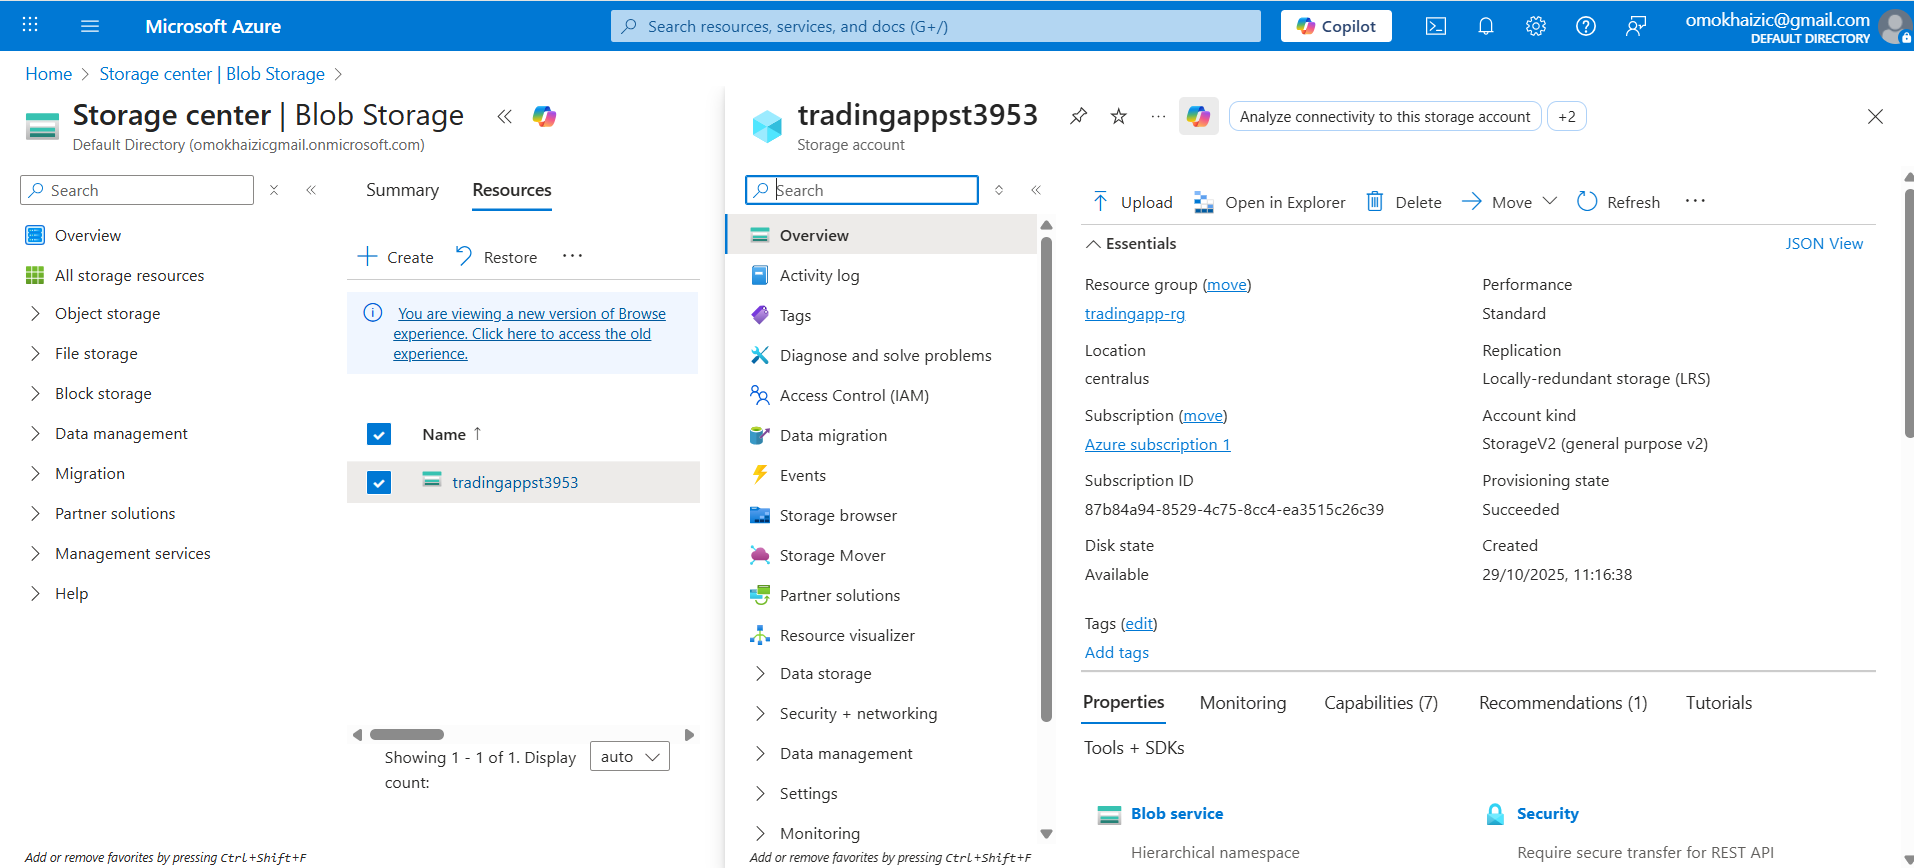 Microsoft Azure
Search resources, services, and docs (G+/)
Copilot
omokhaizic@gmail.com
DEFAULT DIRECTORY
Home
Storage center | Blob Storage
Storage center | Blob Storage
Default Directory (omokhaizicgmail.onmicrosoft.com)
Search
Overview
All storage resources
Object storage
File storage
Block storage
Data management
Migration
Partner solutions
Management services
Help
Add or remove favorites by pressing Ctrl+Shift+F
Summary
Resources
Create
Restore
You are viewing a new version of Browse
experience. Click here to access the old
experience.
Name ↑
tradingappst3953
Showing 1 - 1 of 1. Display
count:
auto
tradingappst3953
Storage account
Analyze connectivity to this storage account
+2
Search
Overview
Activity log
Tags
Diagnose and solve problems
Access Control (IAM)
Data migration
Events
Storage browser
Storage Mover
Partner solutions
Resource visualizer
Data storage
Security + networking
Data management
Settings
Monitoring
Add or remove favorites by pressing Ctrl+Shift+F
Upload
Open in Explorer
Delete
Move
Refresh
Essentials
JSON View
Resource group (move)
tradingapp-rg
Location
centralus
Subscription (move)
Azure subscription 1
Subscription ID
87b84a94-8529-4c75-8cc4-ea3515c26c39
Disk state
Available
Performance
Standard
Replication
Locally-redundant storage (LRS)
Account kind
StorageV2 (general purpose v2)
Provisioning state
Succeeded
Created
29/10/2025, 11:16:38
Tags (edit)
Add tags
Properties
Monitoring
Capabilities (7)
Recommendations (1)
Tutorials
Tools + SDKs
Blob service
Hierarchical namespace
Security
Require secure transfer for REST API